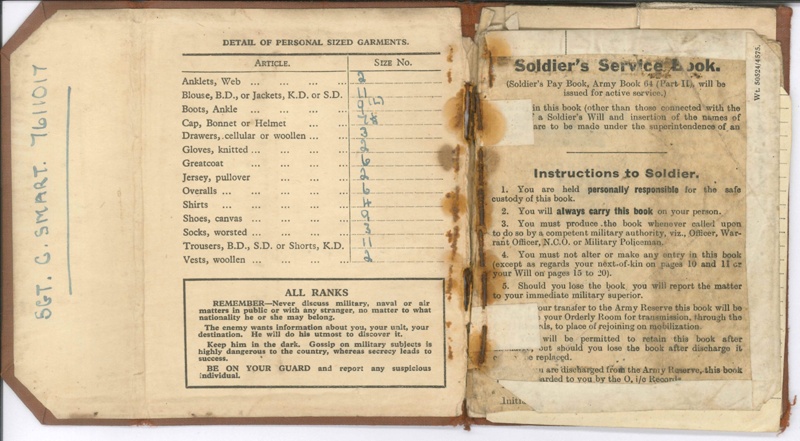 SGT. G. SMART. 7611017
DETAIL OF PERSONAL SIZED GARMENTS.
ARTICLE. SIZE No.
Anklets, Web ... ... ... ... 2
Blouse, B.D., or Jackets, K.D. or S.D. 11
Boots, Ankle ... ... ... ... 9 (L)
Cap, Bonnet or Helmet ...
Drawers, cellular or woollen ... ... 3
Gloves, knitted ... ... ... ... 2
Greatcoat ... ... ... ... 6
Jersey, pullover ... ... ... 2
Overalls ... ... ... ... ... 6
Shirts ... ... ... ... ... 4
Shoes, canvas ... ... ... ... 9
Socks, worsted ... ... ... ... 3
Trousers, B.D., S.D. or Shorts, K.D. 11
Vests, woollen ... ... ... ... 2
ALL RANKS
REMEMBER—Never discuss military, naval or air
matters in public or with any stranger, no matter to what
nationality he or she may belong.
The enemy wants information about you, your unit, your
destination. He will do his utmost to discover it.
Keep him in the dark. Gossip on military subjects is
highly dangerous to the country, whereas secrecy leads to
success.
BE ON YOUR GUARD and report any suspicious
individual.
Soldier's Service Book.
(Soldier's Pay Book, Army Book 64 (Part II), will be
issued for active service.)
in this book (other than those connected with the
a Soldier's Will and insertion of the names of
are to be made under the superintendence of an
Instructions to Soldier.
1. You are held personally responsible for the safe
custody of this book.
2. You will always carry this book on your person.
3. You must produce the book whenever called upon
to do so by a competent military authority, viz., Officer, War-
rant Officer, N.C.O. or Military Policeman.
4. You must not alter or make any entry in this book
(except as regards your next-of-kin on pages 10 and 11 or
your Will on pages 15 to 20).
5. Should you lose the book you will report the matter
to your immediate military superior.
our transfer to the Army Reserve this book will be
your Orderly Room for transmission, through the
ds, to place of rejoining on mobilization.
will be permitted to retain this book after
but should you lose the book after discharge it
be replaced.
are discharged from the Army Reserve, this book
arded to you by the O. i/c Records
Wt. 50524/4875.